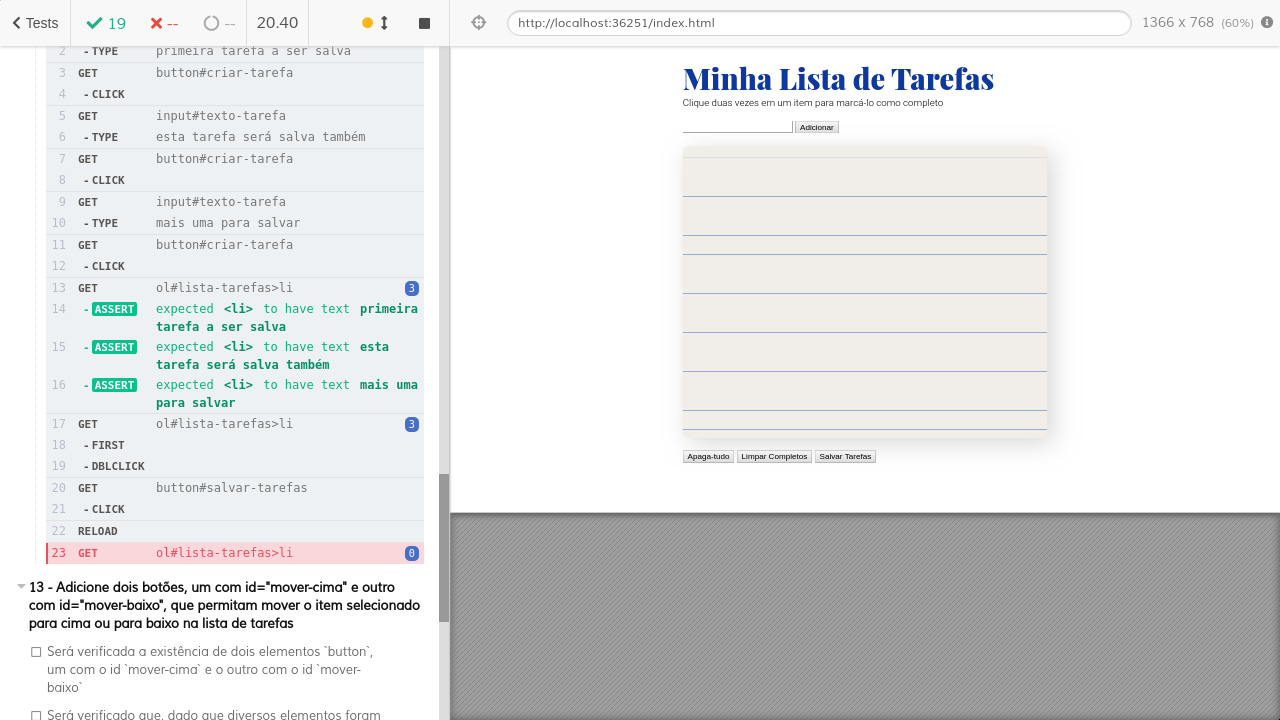 Tests 19 -- -- 20.40 http://localhost:36251/index.html 1366 x 768 (60%)
2 - TYPE primeira tarefa a ser salva
3 GET button#criar-tarefa
4 - CLICK
5 GET input#texto-tarefa
6 - TYPE esta tarefa será salva também
7 GET button#criar-tarefa
8 - CLICK
9 GET input#texto-tarefa
10 - TYPE mais uma para salvar
11 GET button#criar-tarefa
12 - CLICK
13 GET ol#lista-tarefas>li 3
14 - ASSERT expected <li> to have text primeira
tarefa a ser salva
15 - ASSERT expected <li> to have text esta
tarefa será salva também
16 - ASSERT expected <li> to have text mais uma
para salvar
17 GET ol#lista-tarefas>li 3
18 - FIRST
19 - DBLCLICK
20 GET button#salvar-tarefas
21 - CLICK
22 RELOAD
23 GET ol#lista-tarefas>li 0
13 - Adicione dois botões, um com id="mover-cima" e outro
com id="mover-baixo", que permitam mover o item selecionado
para cima ou para baixo na lista de tarefas
Será verificada a existência de dois elementos `button`,
um com o id `mover-cima` e o outro com o id `mover-
baixo`
Será verificado que, dado que diversos elementos foram
Minha Lista de Tarefas
Clique duas vezes em um item para marcá-lo como completo
Adicionar
Apaga-tudo Limpar Completos Salvar Tarefas